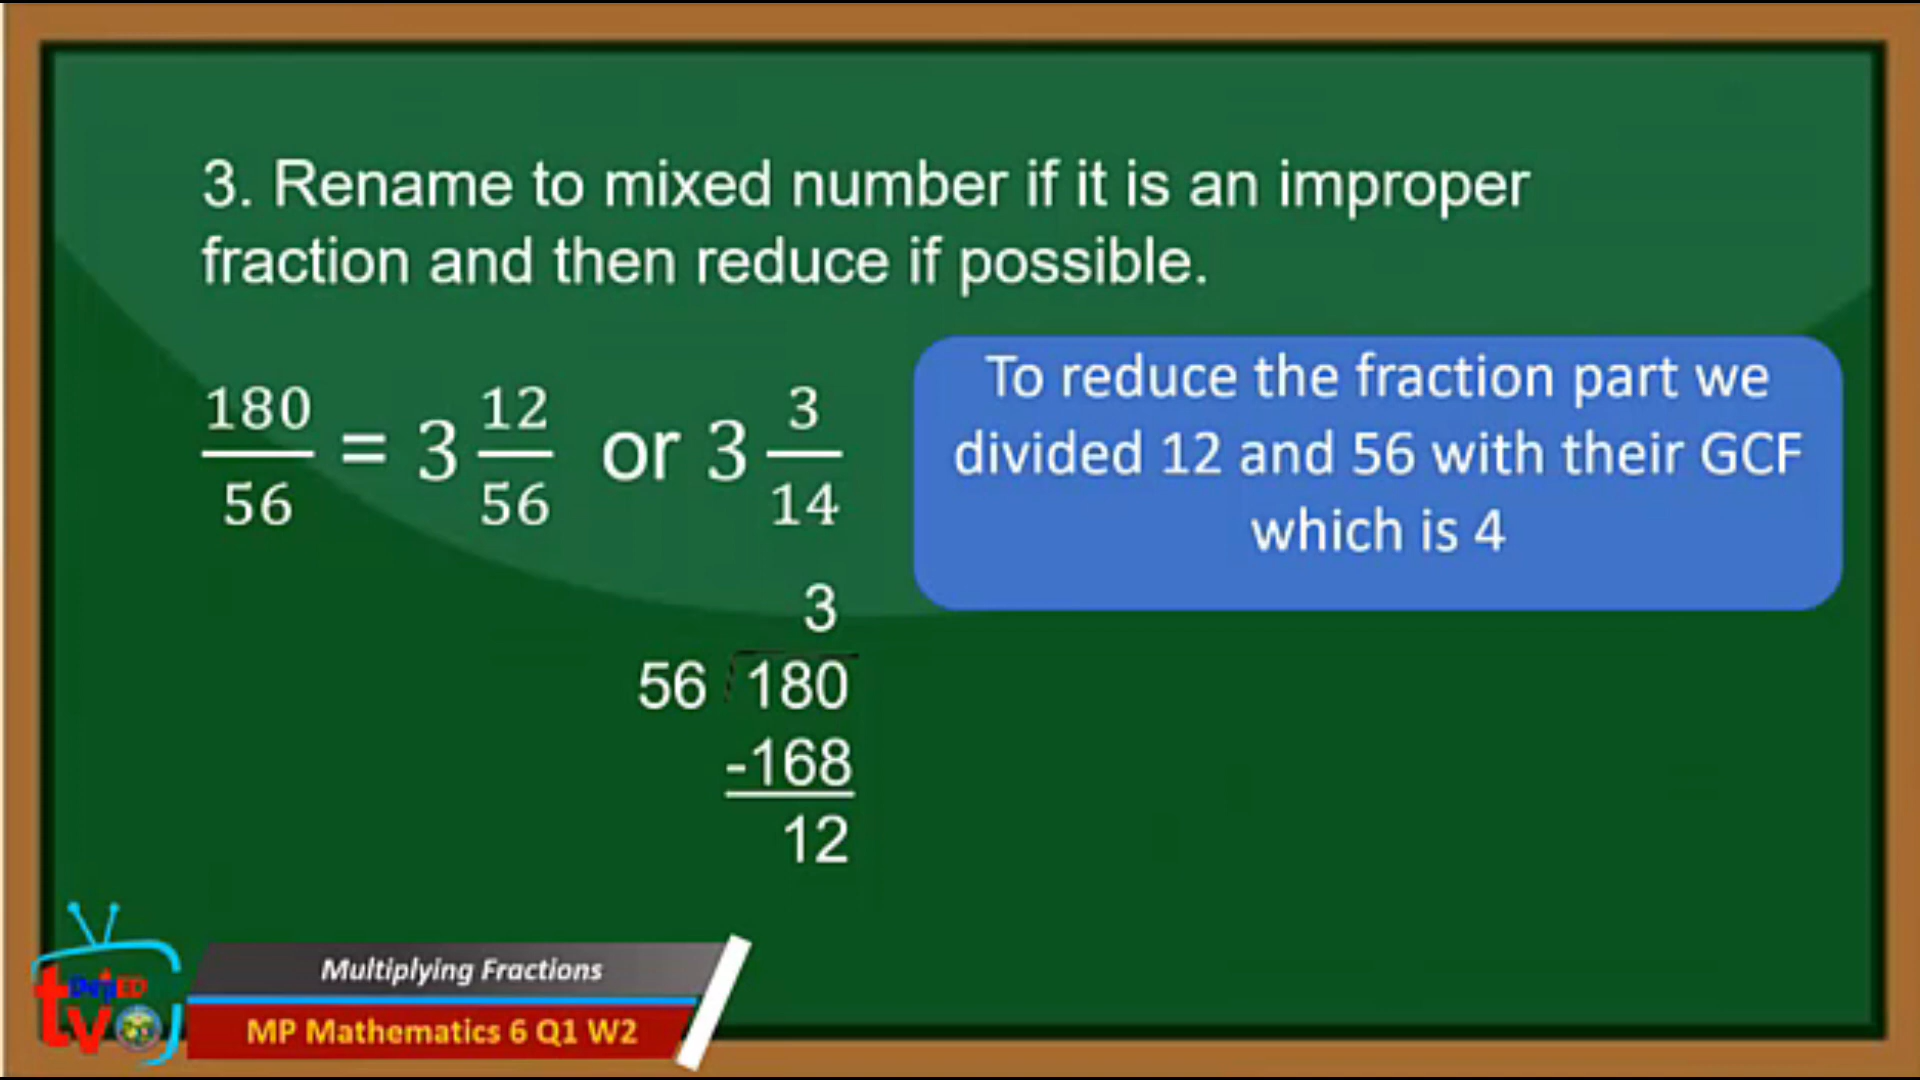 3. Rename to mixed number if it is an improper
fraction and then reduce if possible.
180/56 = 3 12/56 or 3 3/14
To reduce the fraction part we
divided 12 and 56 with their GCF
which is 4
3
56 180
-168
12
DepED
tv
Multiplying Fractions
MP Mathematics 6 Q1 W2